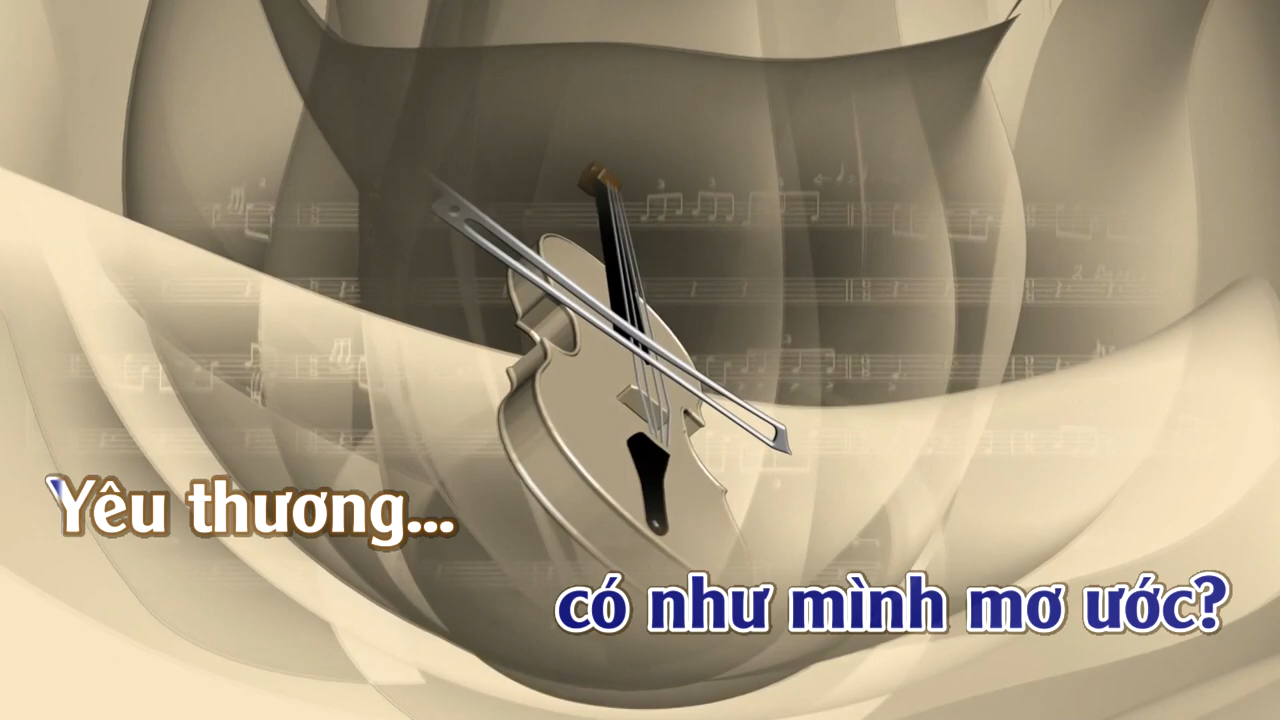 Yêu thương...
có như mình mơ ước?